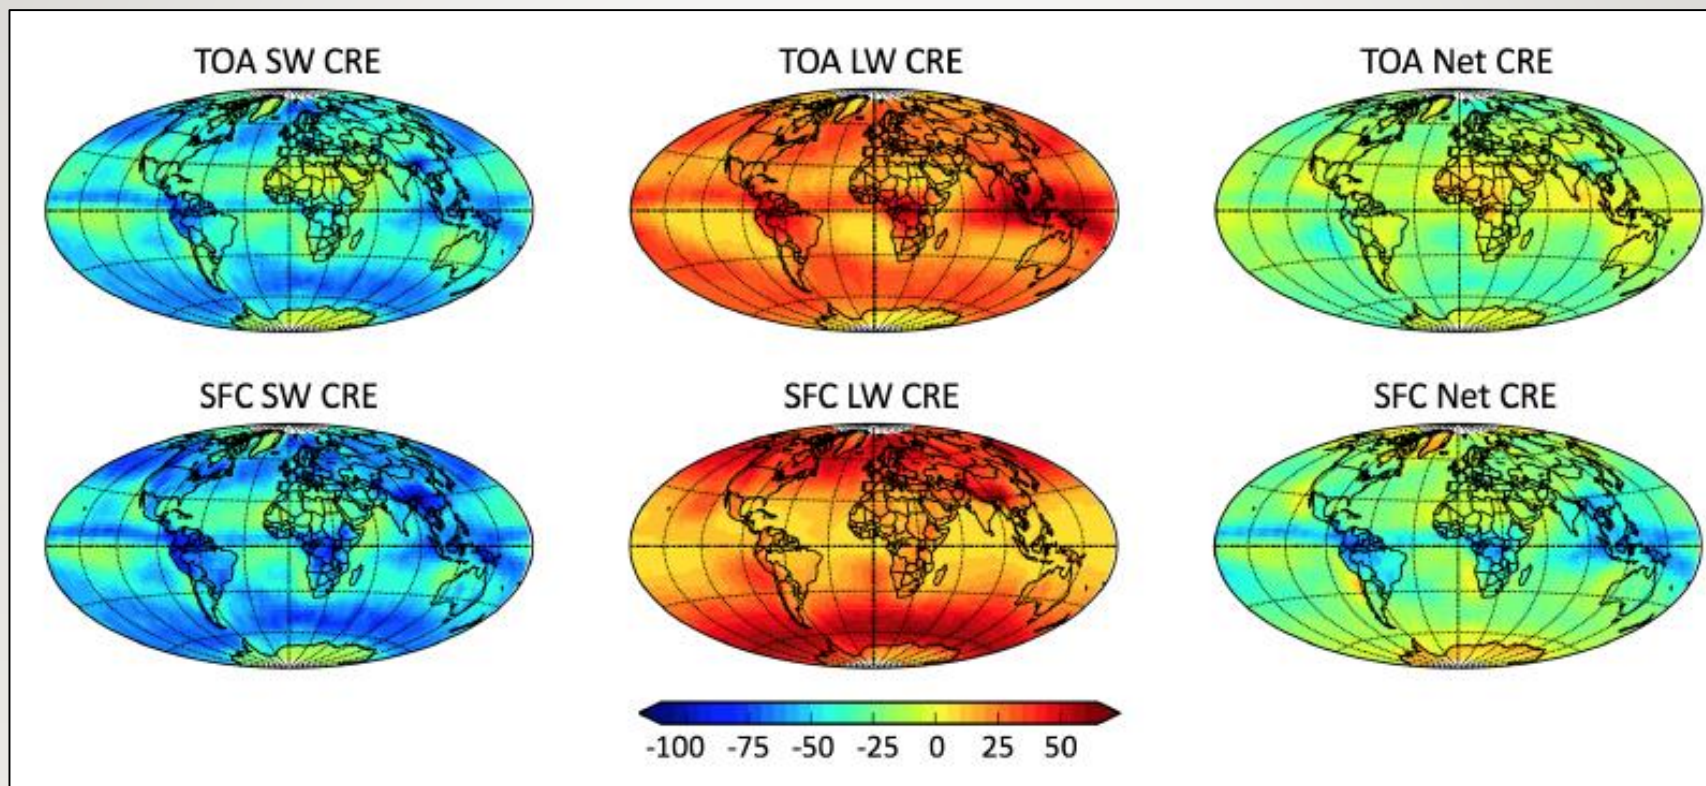 TOA SW CRE
TOA LW CRE
TOA Net CRE
SFC SW CRE
SFC LW CRE
SFC Net CRE
-100 -75 -50 -25 0 25 50